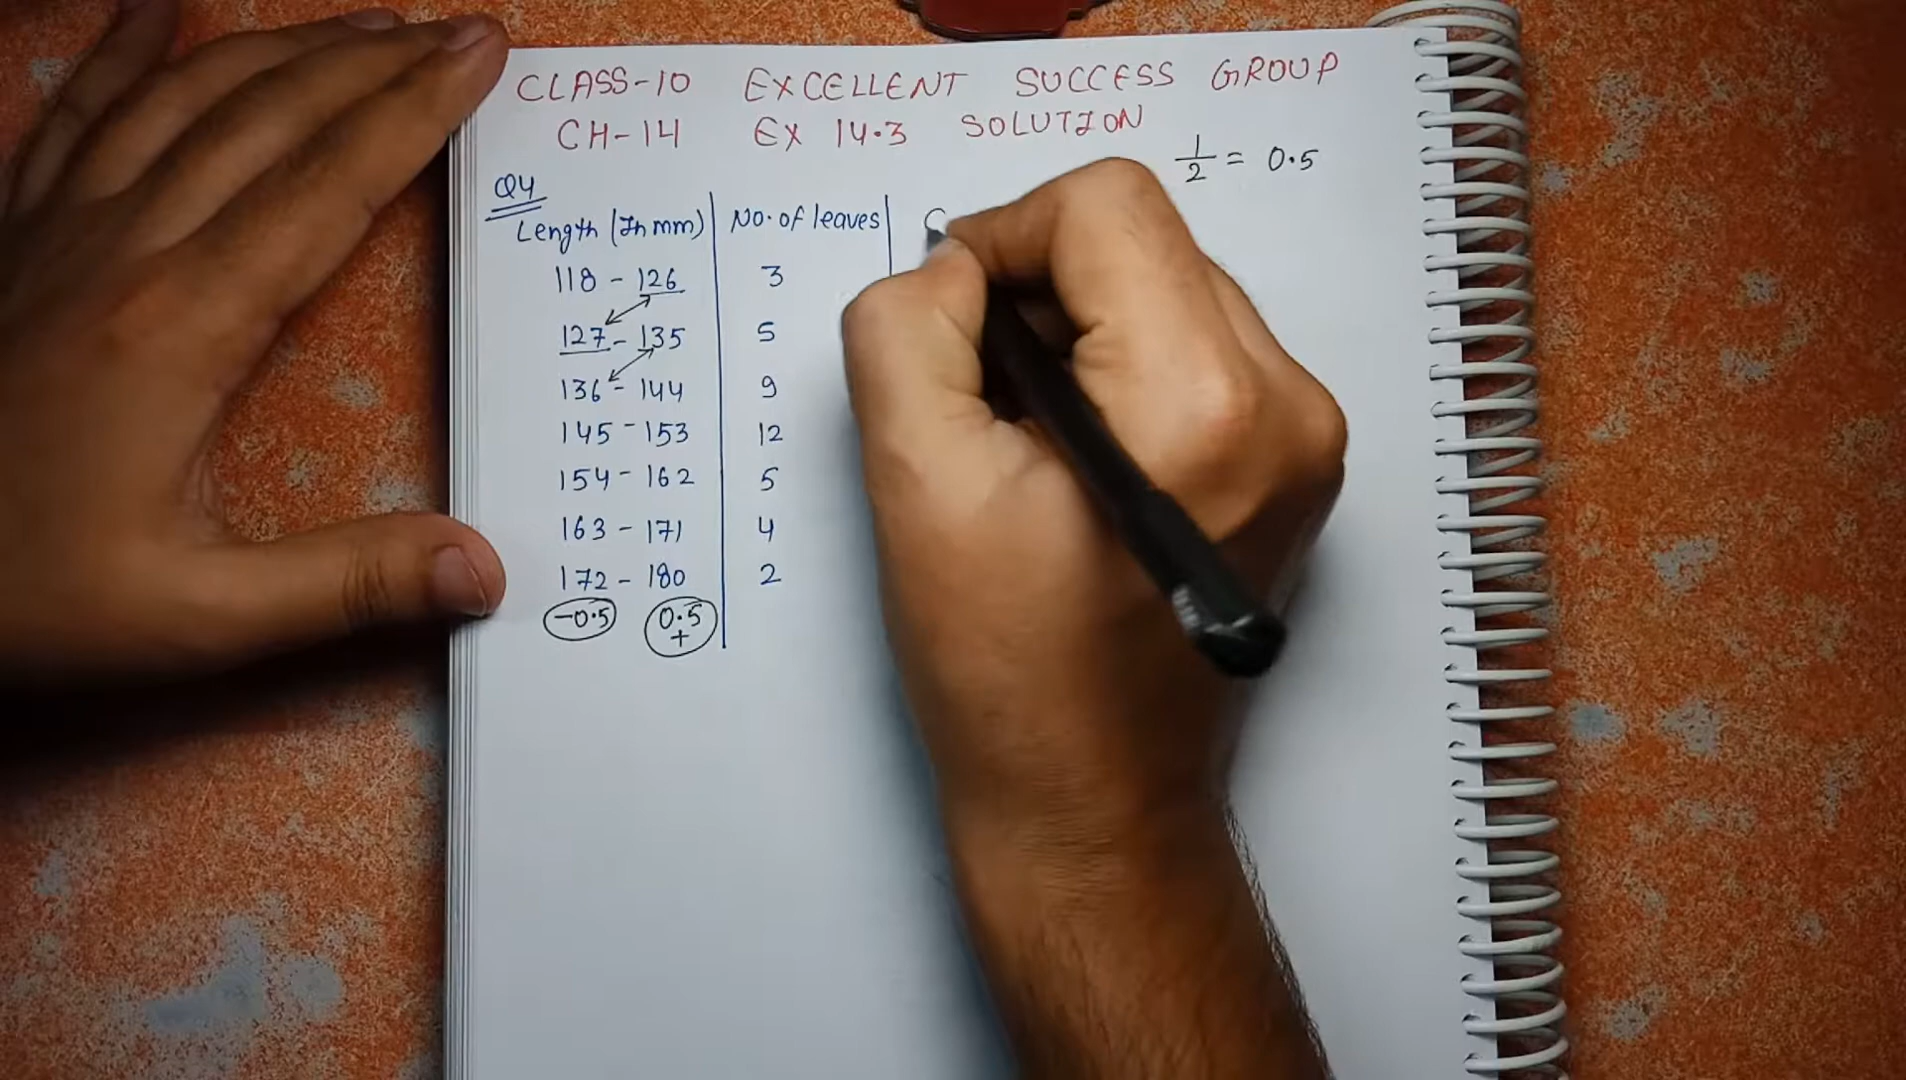 CLASS-10 EXCELLENT SUCCESS GROUP
CH-14 EX 14.3 SOLUTION
1/2 = 0.5
Q4
Length (In mm) No. of leaves C
118 - 126 3
127 - 135 5
136 - 144 9
145 - 153 12
154 - 162 5
163 - 171 4
172 - 180 2
-0.5 0.5
+